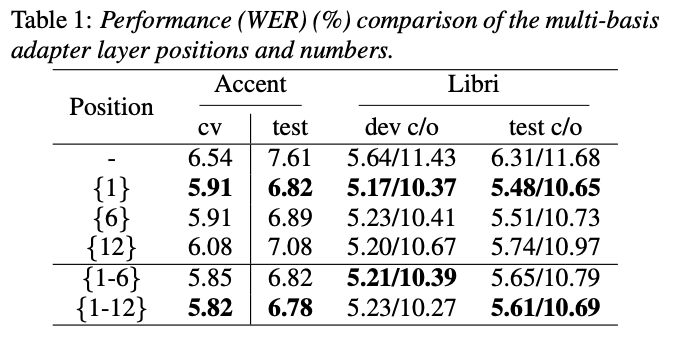 Table 1: Performance (WER) (%) comparison of the multi-basis
adapter layer positions and numbers.
Position Accent Libri
cv test dev c/o test c/o
- 6.54 7.61 5.64/11.43 6.31/11.68
{1} 5.91 6.82 5.17/10.37 5.48/10.65
{6} 5.91 6.89 5.23/10.41 5.51/10.73
{12} 6.08 7.08 5.20/10.67 5.74/10.97
{1-6} 5.85 6.82 5.21/10.39 5.65/10.79
{1-12} 5.82 6.78 5.23/10.27 5.61/10.69